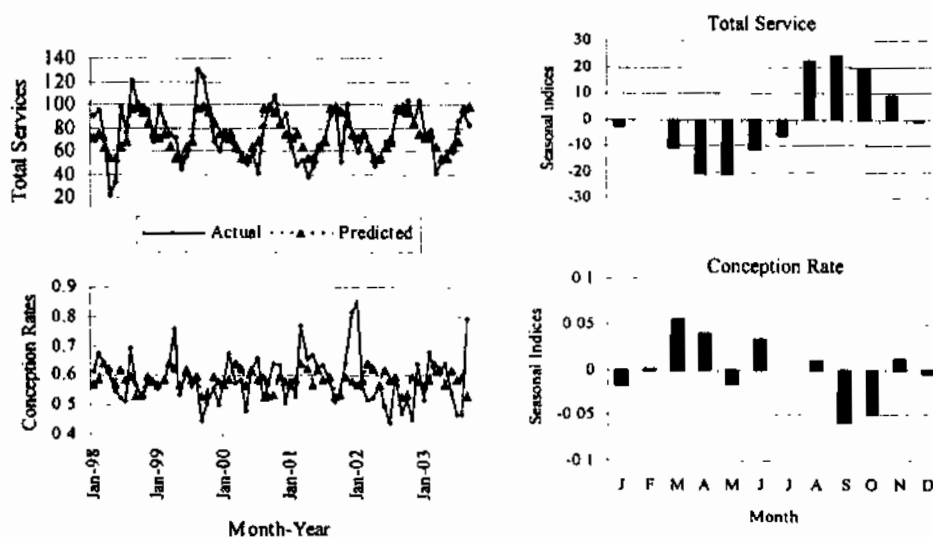 Total Services
140
120
100
80
60
40
20
Actual
Predicted
Conception Rates
0.9
0.8
0.7
0.6
0.5
0 4
Jan-98
Jan-99
Jan-00
Jan-01
Jan-02
Jan-03
Month-Year
Total Service
Seasonal indices
30
20
10
0
-10
-20
-30
Conception Rate
Seasonal Indices
0 1
0 05
0
-0.05
-0 1
J F M A M J J A S O N D
Month